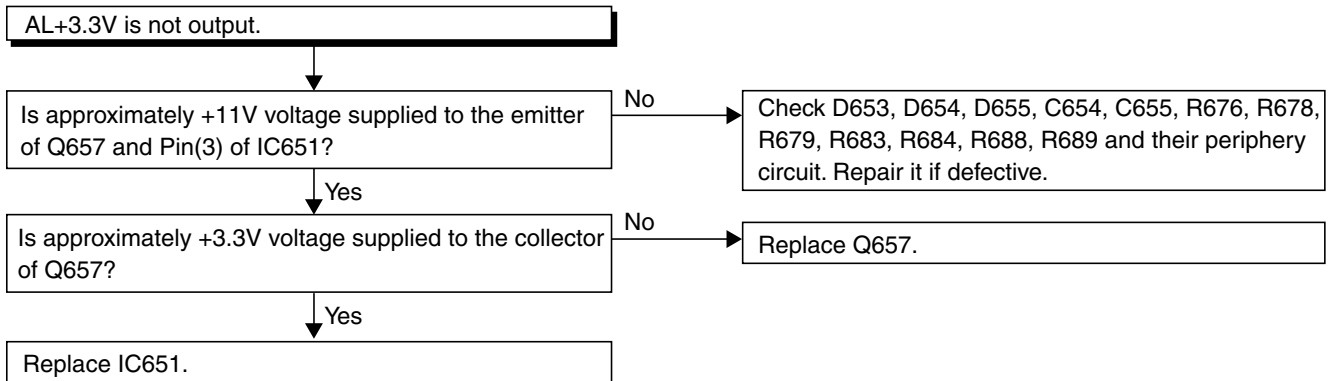 AL+3.3V is not output.
Is approximately +11V voltage supplied to the emitter
of Q657 and Pin(3) of IC651?
No
Check D653, D654, D655, C654, C655, R676, R678,
R679, R683, R684, R688, R689 and their periphery
circuit. Repair it if defective.
Yes
Is approximately +3.3V voltage supplied to the collector
of Q657?
No
Replace Q657.
Yes
Replace IC651.